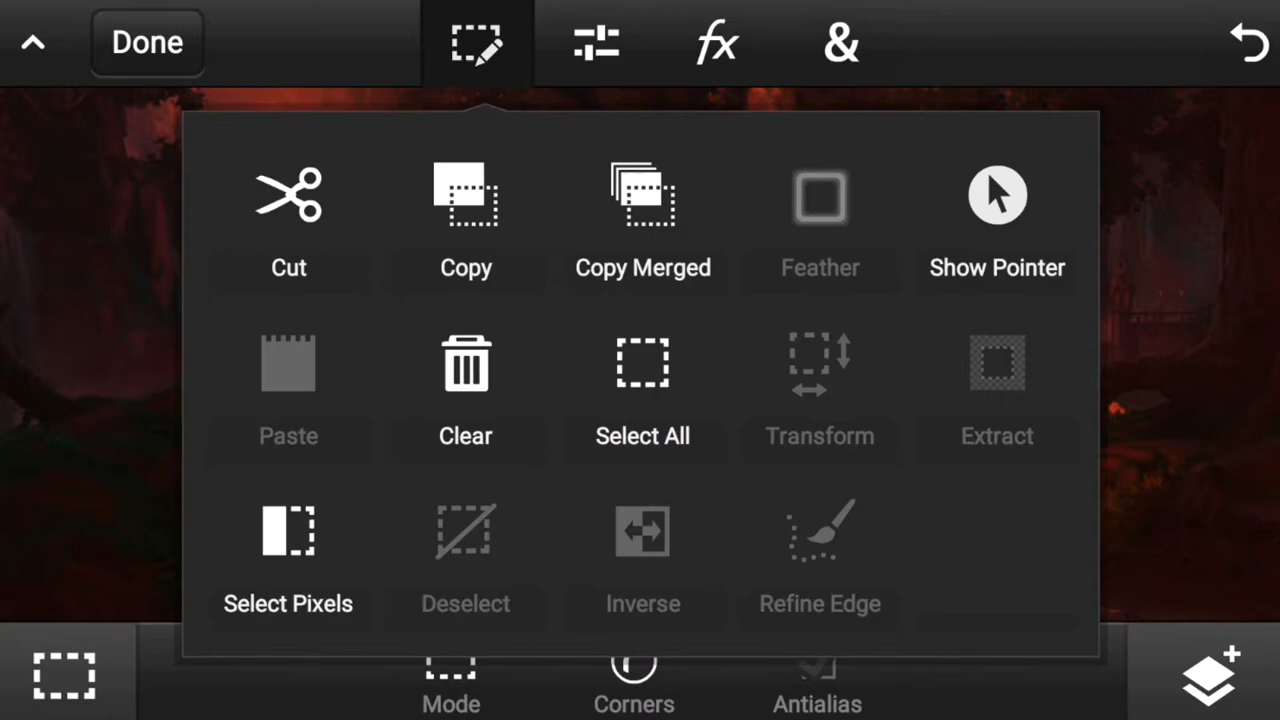 Done
fx
&
Cut
Copy
Copy Merged
Feather
Show Pointer
Paste
Clear
Select All
Transform
Extract
Select Pixels
Deselect
Inverse
Refine Edge
Mode
Corners
Antialias